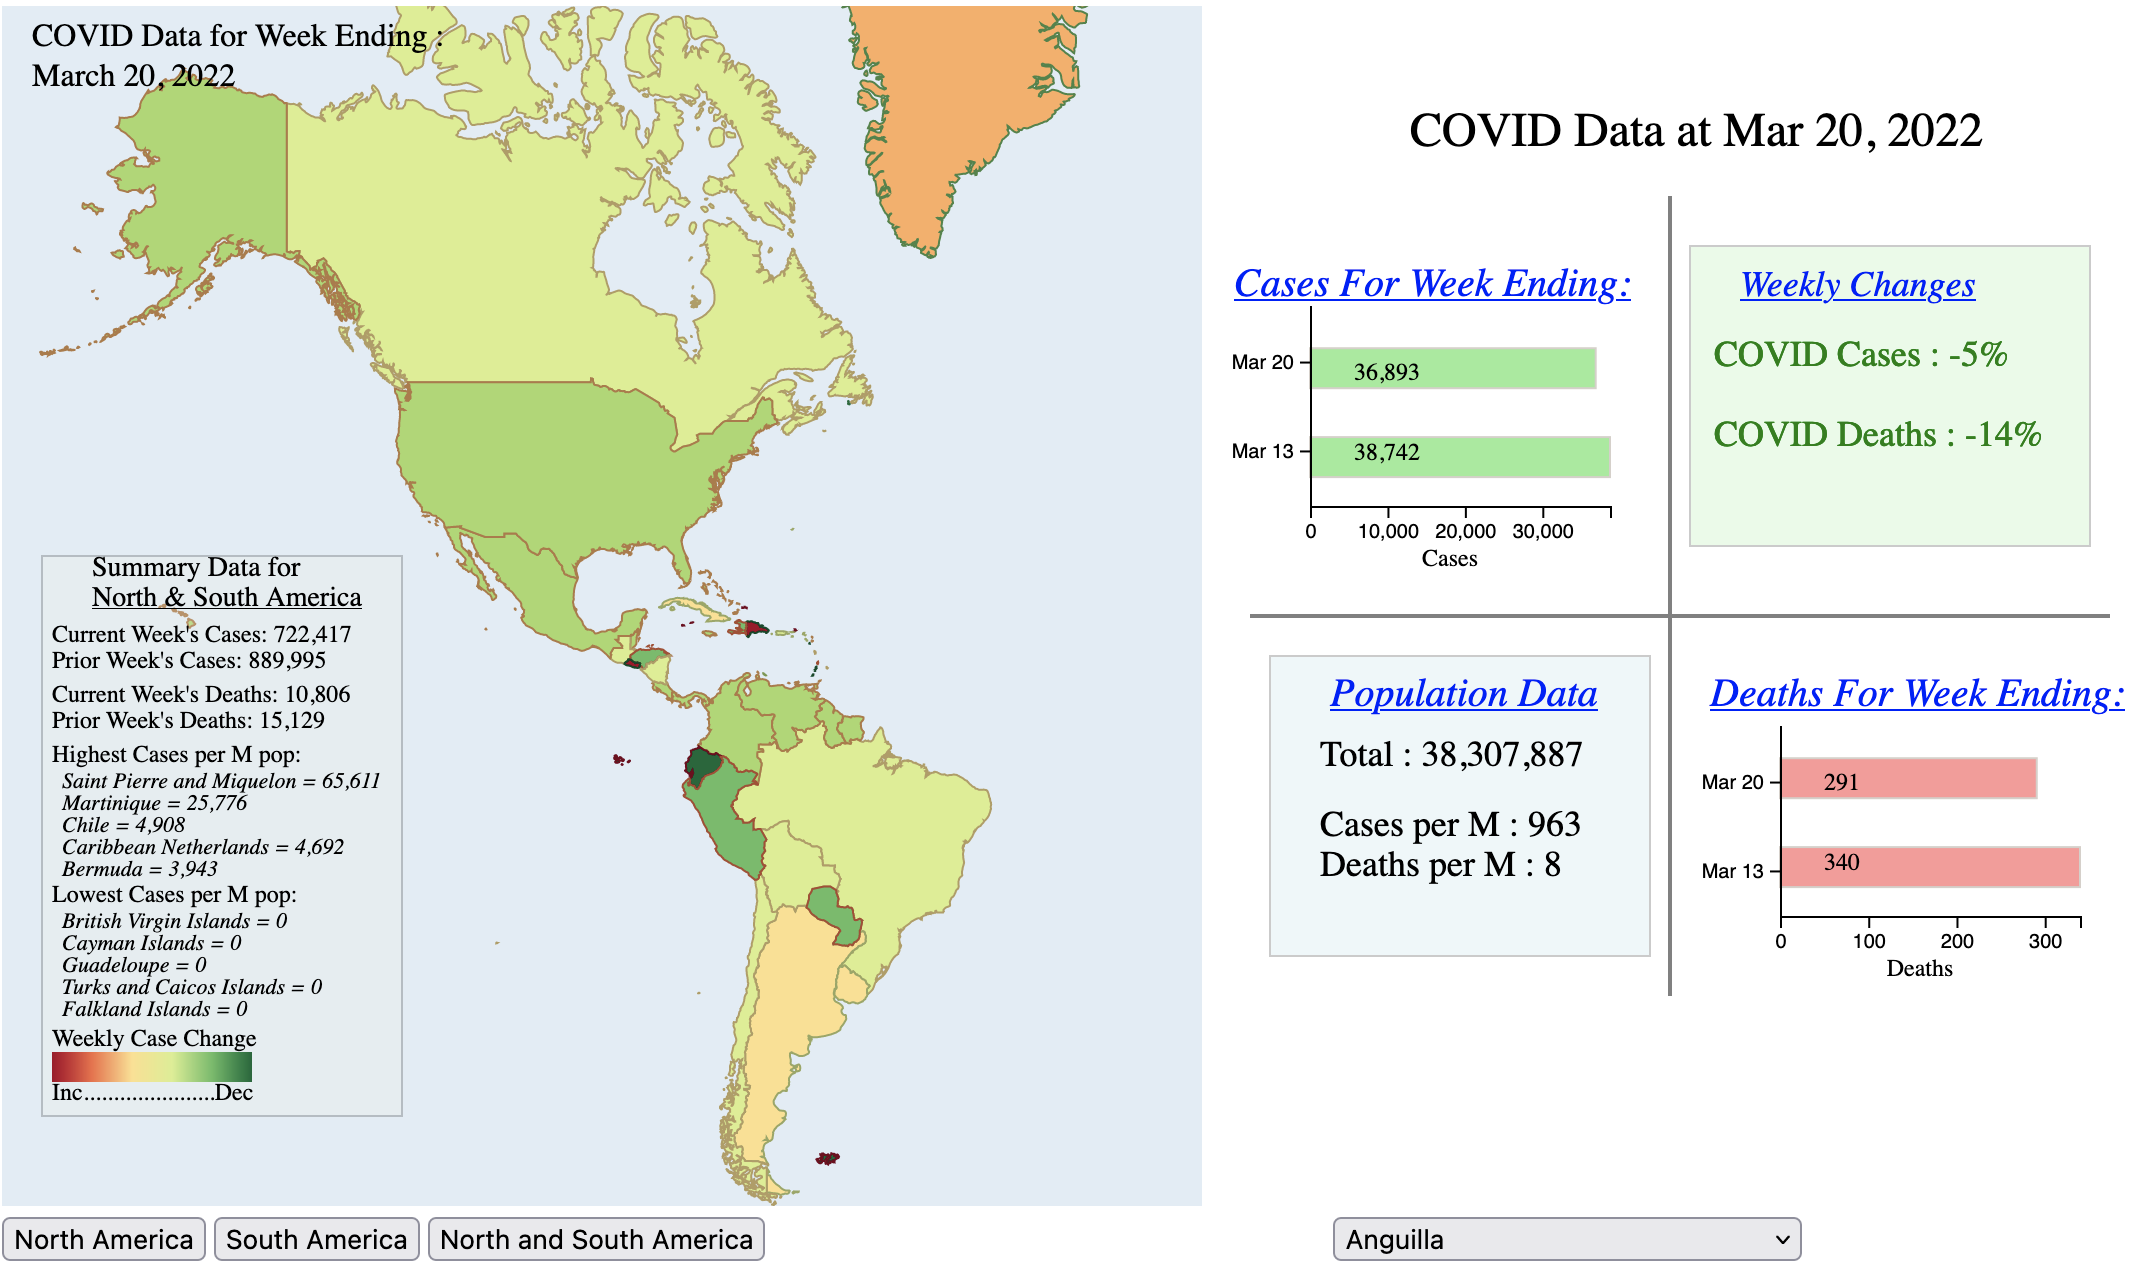 COVID Data for Week Ending :
March 20, 2022
Summary Data for
North & South America
Current Week's Cases: 722,417
Prior Week's Cases: 889,995
Current Week's Deaths: 10,806
Prior Week's Deaths: 15,129
Highest Cases per M pop:
Saint Pierre and Miquelon = 65,611
Martinique = 25,776
Chile = 4,908
Caribbean Netherlands = 4,692
Bermuda = 3,943
Lowest Cases per M pop:
British Virgin Islands = 0
Cayman Islands = 0
Guadeloupe = 0
Turks and Caicos Islands = 0
Falkland Islands = 0
Weekly Case Change
Inc......................Dec
North America
South America
North and South America
COVID Data at Mar 20, 2022
Cases For Week Ending:
Mar 20
36,893
Mar 13
38,742
0 10,000 20,000 30,000
Cases
Weekly Changes
COVID Cases : -5%
COVID Deaths : -14%
Population Data
Total : 38,307,887
Cases per M : 963
Deaths per M : 8
Deaths For Week Ending:
Mar 20
291
Mar 13
340
0 100 200 300
Deaths
Anguilla